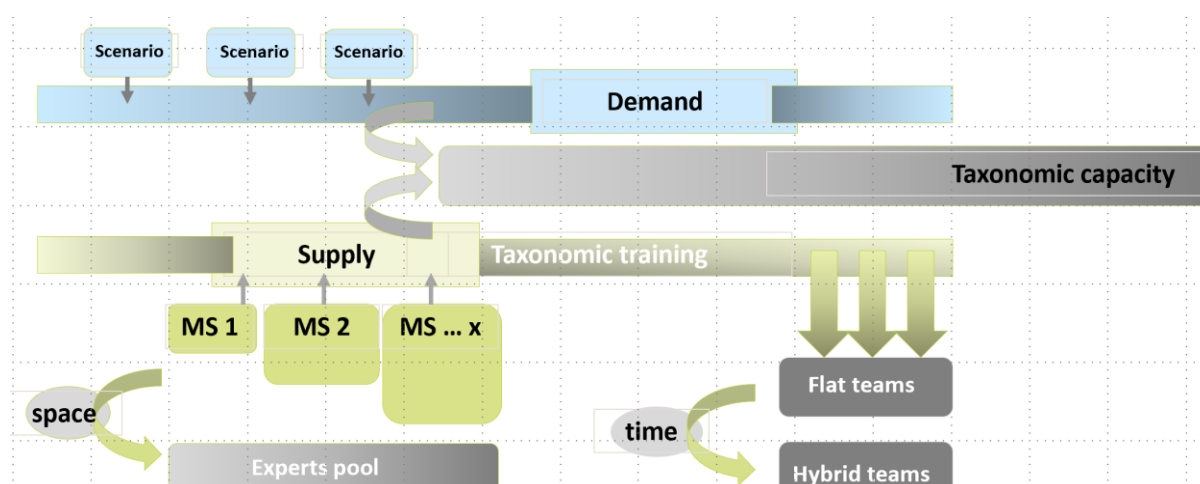 Scenario
Scenario
Scenario
Demand
Taxonomic capacity
Supply
Taxonomic training
MS 1
MS 2
MS ... x
space
Experts pool
time
Flat teams
Hybrid teams